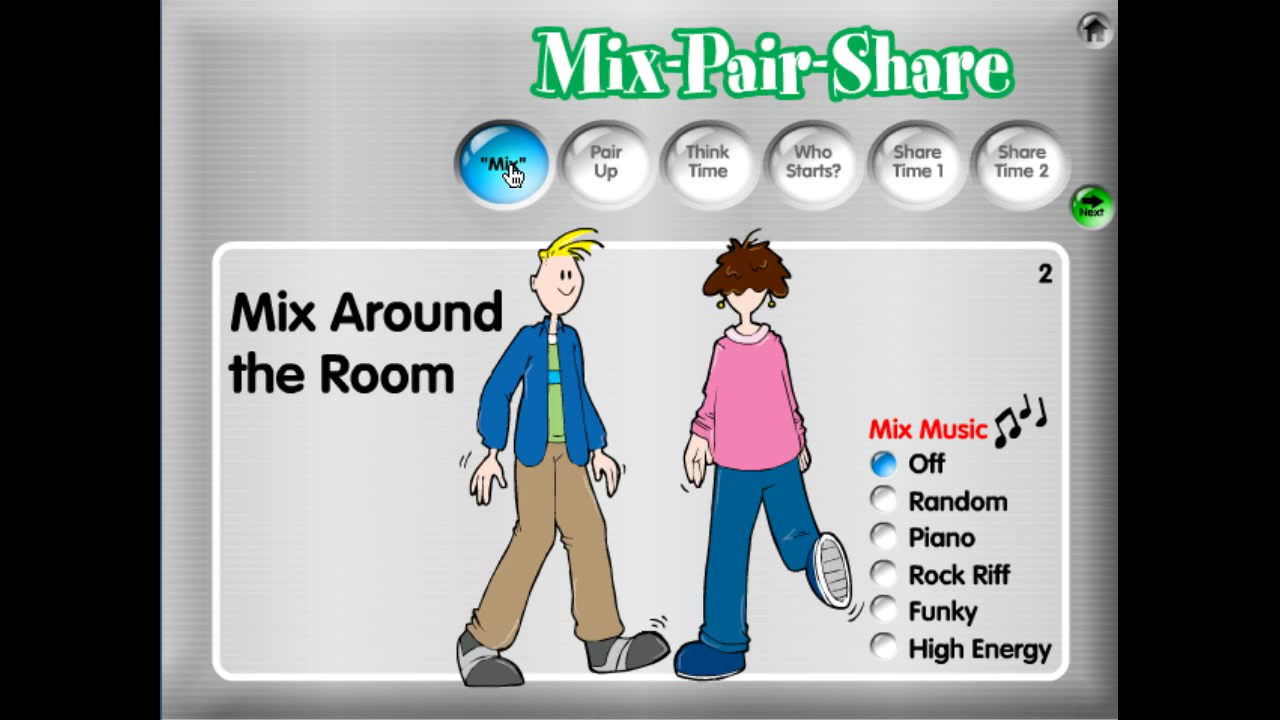 Mix-Pair-Share
"Mix"
Pair
Up
Think
Time
Who
Starts?
Share
Time 1
Share
Time 2
Next
2
Mix Around
the Room
Mix Music
Off
Random
Piano
Rock Riff
Funky
High Energy